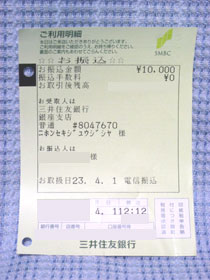 ご利用明細
SMBC
☆☆お振込☆☆
お振込金額 ¥10,000
振込手数料 ¥0
お取引後残高
お受取人は
三井住友銀行
銀座支店
普通 #8047670
ニホンセキジュウジシャ 様
お振込人は
様
お取扱日23. 4. 1 電信振込
4. 112:12
三井住友銀行